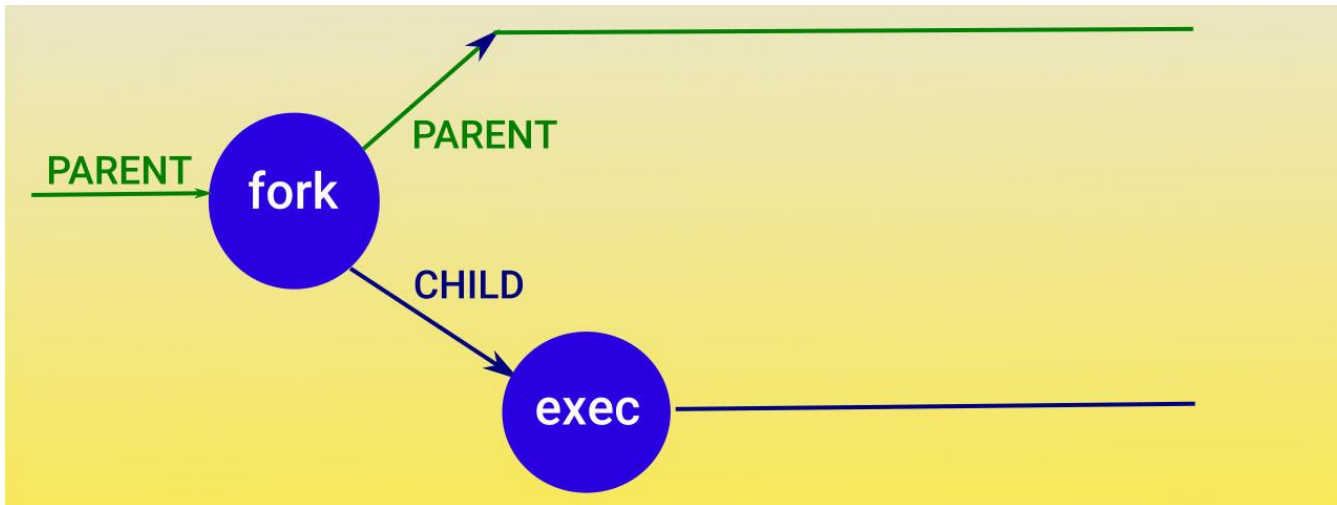 PARENT
fork
PARENT
CHILD
exec